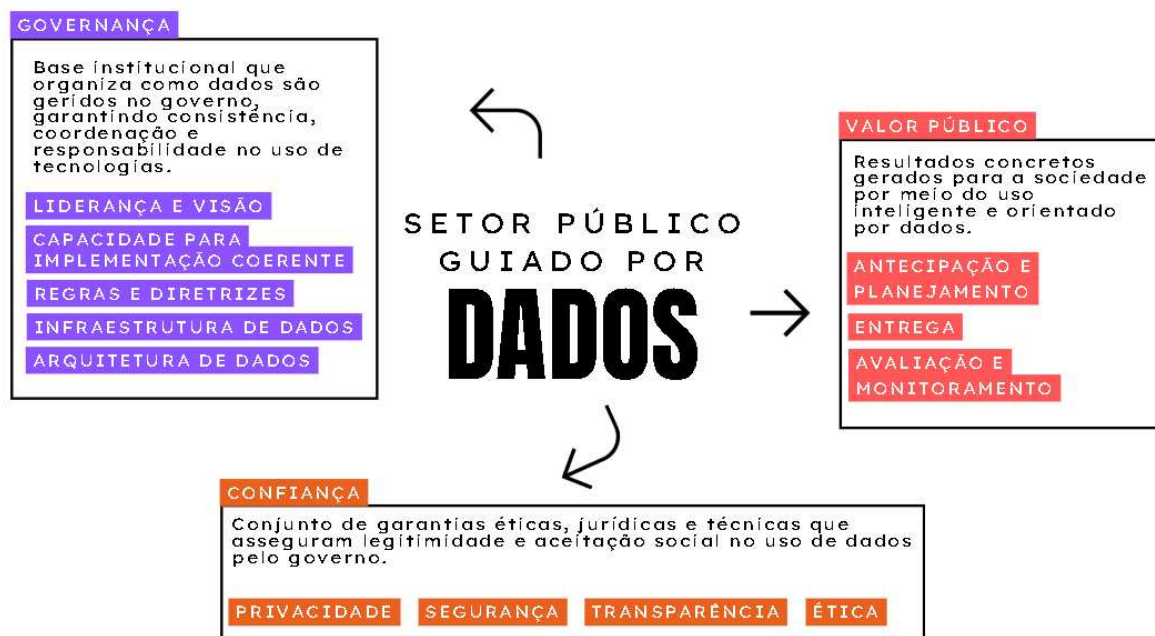 GOVERNANÇA
Base institucional que
organiza como dados são
geridos no governo,
garantindo consistência,
coordenação e
responsabilidade no uso de
tecnologias.
LIDERANÇA E VISÃO
CAPACIDADE PARA
IMPLEMENTAÇÃO COERENTE
REGRAS E DIRETRIZES
INFRAESTRUTURA DE DADOS
ARQUITETURA DE DADOS
SETOR PÚBLICO
GUIADO POR
DADOS
VALOR PÚBLICO
Resultados concretos
gerados para a sociedade
por meio do uso
inteligente e orientado
por dados.
ANTECIPAÇÃO E
PLANEJAMENTO
ENTREGA
AVALIAÇÃO E
MONITORAMENTO
CONFIANÇA
Conjunto de garantias éticas, jurídicas e técnicas que
asseguram legitimidade e aceitação social no uso de dados
pelo governo.
PRIVACIDADE SEGURANÇA TRANSPARÊNCIA ÉTICA